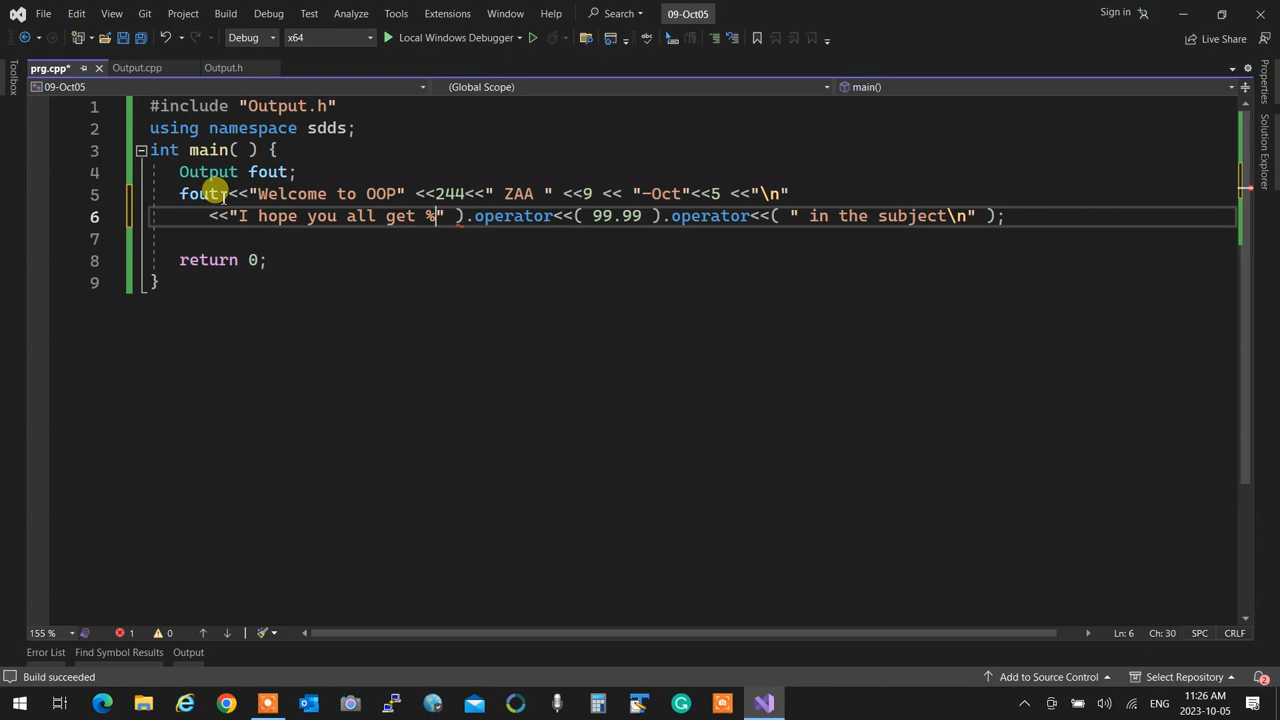 File Edit View Git Project Build Debug Test Analyze Tools Extensions Window Help Search 09-Oct05 Sign in
Debug x64 Local Windows Debugger Live Share
prg.cpp* Output.cpp Output.h
09-Oct05 (Global Scope) main()
Toolbox
Properties
Solution Explorer
1 #include "Output.h"
2 using namespace sdds;
3 int main( ) {
4 Output fout;
5 fout <<"Welcome to OOP" <<244<<" ZAA " <<9 << "-Oct"<<5 <<"\n"
6 <<"I hope you all get %" ).operator<<( 99.99 ).operator<<( " in the subject\n" );
7
8 return 0;
9 }
155 % 1 0 Ln: 6 Ch: 30 SPC CRLF
Error List Find Symbol Results Output
Build succeeded Add to Source Control Select Repository 2
ENG 11:26 AM
2023-10-05